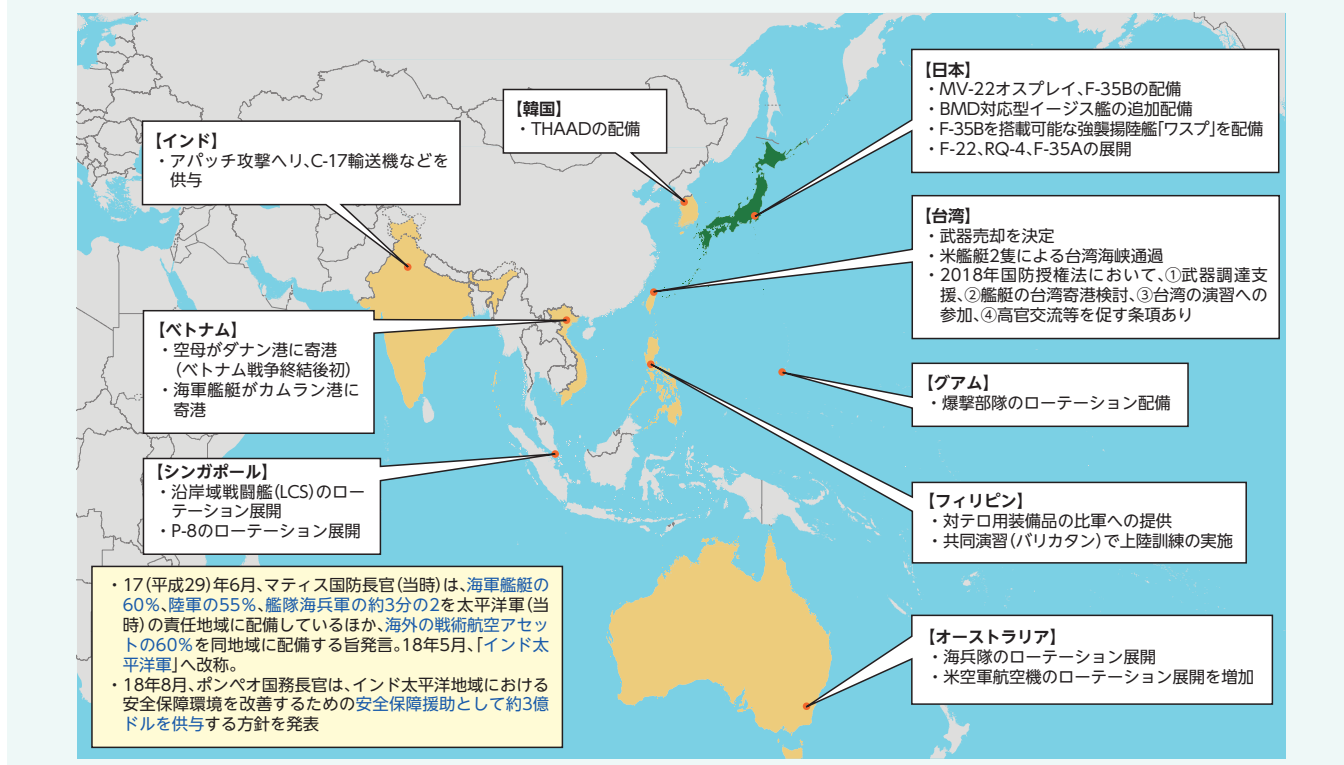 【日本】
・MV-22オスプレイ、F-35Bの配備
・BMD対応型イージス艦の追加配備
・F-35Bを搭載可能な強襲揚陸艦「ワスプ」を配備
・F-22、RQ-4、F-35Aの展開
【韓国】
・THAADの配備
【インド】
・アパッチ攻撃ヘリ、C-17輸送機などを
供与
【台湾】
・武器売却を決定
・米艦艇2隻による台湾海峡通過
・2018年国防授権法において、①武器調達支
援、②艦艇の台湾寄港検討、③台湾の演習への
参加、④高官交流等を促す条項あり
【ベトナム】
・空母がダナン港に寄港
(ベトナム戦争終結後初)
・海軍艦艇がカムラン港に
寄港
【グアム】
・爆撃部隊のローテーション配備
【シンガポール】
・沿岸域戦闘艦(LCS)のロー
テーション展開
・P-8のローテーション展開
【フィリピン】
・対テロ用装備品の比軍への提供
・共同演習(バリカタン)で上陸訓練の実施
・17(平成29)年6月、マティス国防長官(当時)は、海軍艦艇の
60%、陸軍の55%、艦隊海兵軍の約3分の2を太平洋軍(当
時)の責任地域に配備しているほか、海外の戦術航空アセッ
トの60%を同地域に配備する旨発言。18年5月、「インド太
平洋軍」へ改称。
・18年8月、ポンペオ国務長官は、インド太平洋地域における
安全保障環境を改善するための安全保障援助として約3億
ドルを供与する方針を発表
【オーストラリア】
・海兵隊のローテーション展開
・米空軍航空機のローテーション展開を増加